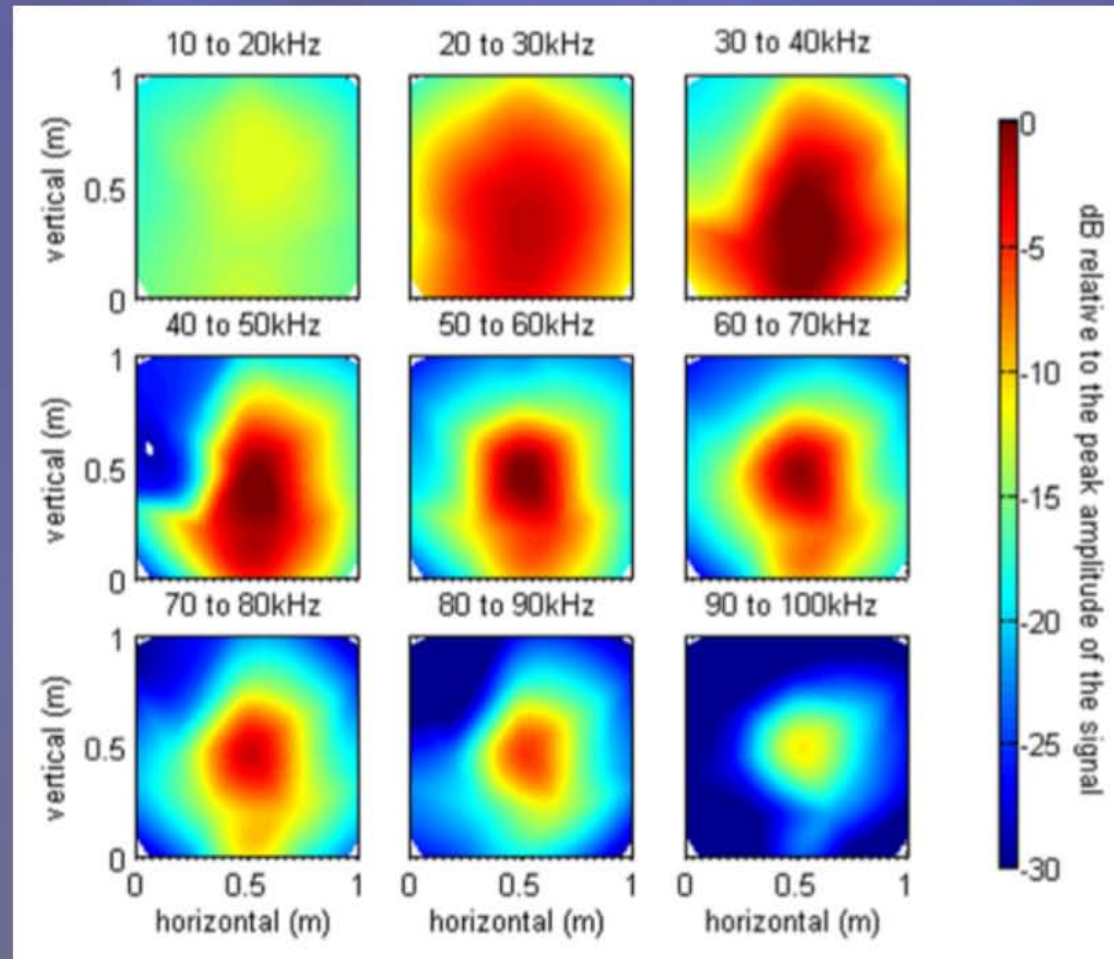 10 to 20kHz 20 to 30kHz 30 to 40kHz
vertical (m)
1
0.5
0
40 to 50kHz 50 to 60kHz 60 to 70kHz
vertical (m)
1
0.5
0
70 to 80kHz 80 to 90kHz 90 to 100kHz
vertical (m)
1
0.5
0
0 0.5 1 0 0.5 1 0 0.5 1
horizontal (m) horizontal (m) horizontal (m)
0
-5
-10
-15
-20
-25
-30
dB relative to the peak amplitude of the signal